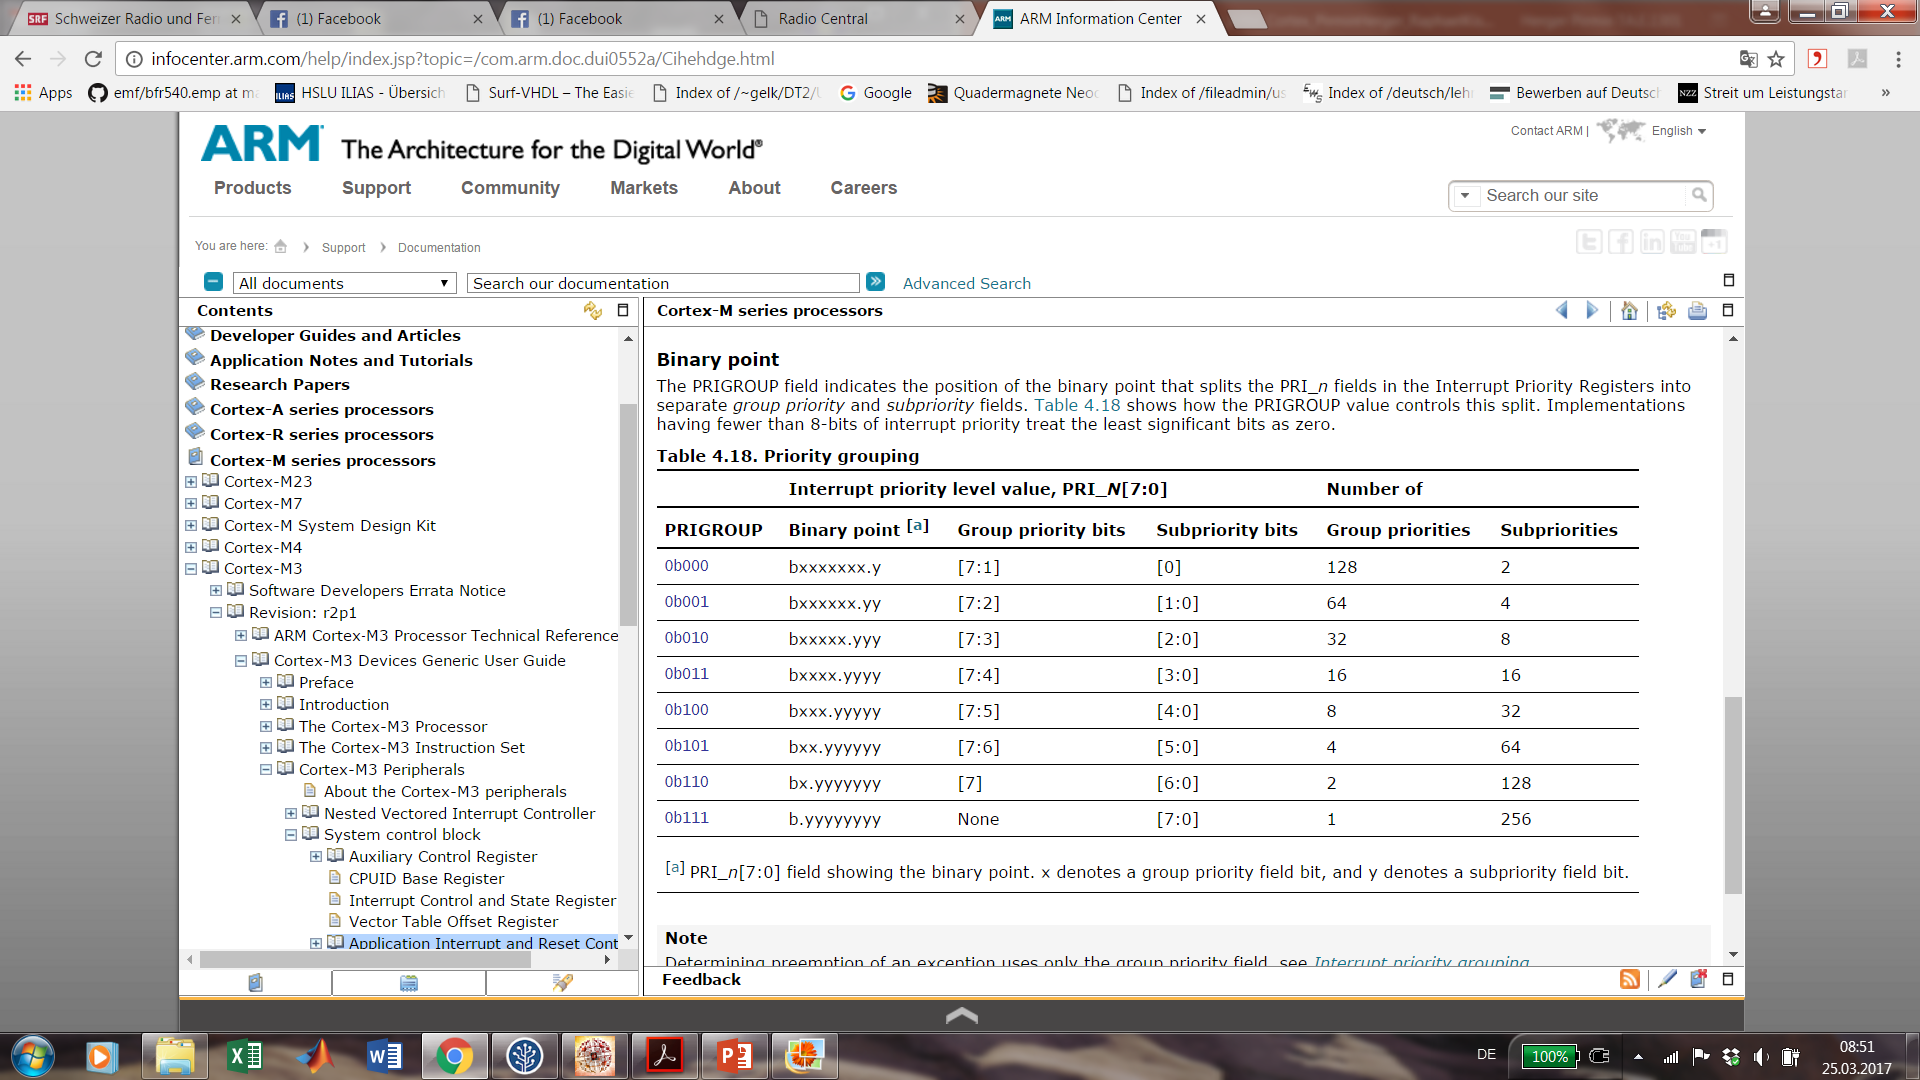 Schweizer Radio und Fer
(1) Facebook
(1) Facebook
Radio Central
ARM Information Center
infocenter.arm.com/help/index.jsp?topic=/com.arm.doc.dui0552a/Cihehdge.html
Apps
emf/bfr540.emp at ma
HSLU ILIAS - Übersich
Surf-VHDL – The Easie
Index of /~gelk/DT2/
Google
Quadermagnete Neo
Index of /fileadmin/us
Index of /deutsch/lehr
Bewerben auf Deutsc
Streit um Leistungstar
»
ARM The Architecture for the Digital World®
Contact ARM |
English
Products Support Community Markets About Careers
Search our site
You are here: Support Documentation
All documents
Search our documentation
Advanced Search
Contents
Developer Guides and Articles
Application Notes and Tutorials
Research Papers
Cortex-A series processors
Cortex-R series processors
Cortex-M series processors
Cortex-M23
Cortex-M7
Cortex-M System Design Kit
Cortex-M4
Cortex-M3
Software Developers Errata Notice
Revision: r2p1
ARM Cortex-M3 Processor Technical Reference
Cortex-M3 Devices Generic User Guide
Preface
Introduction
The Cortex-M3 Processor
The Cortex-M3 Instruction Set
Cortex-M3 Peripherals
About the Cortex-M3 peripherals
Nested Vectored Interrupt Controller
System control block
Auxiliary Control Register
CPUID Base Register
Interrupt Control and State Register
Vector Table Offset Register
Application Interrupt and Reset Cont
Cortex-M series processors
Binary point
The PRIGROUP field indicates the position of the binary point that splits the PRI_n fields in the Interrupt Priority Registers into
separate group priority and subpriority fields. Table 4.18 shows how the PRIGROUP value controls this split. Implementations
having fewer than 8-bits of interrupt priority treat the least significant bits as zero.
Table 4.18. Priority grouping
Interrupt priority level value, PRI_N[7:0] Number of
PRIGROUP Binary point [a] Group priority bits Subpriority bits Group priorities Subpriorities
0b000 bxxxxxxx.y [7:1] [0] 128 2
0b001 bxxxxxx.yy [7:2] [1:0] 64 4
0b010 bxxxxx.yyy [7:3] [2:0] 32 8
0b011 bxxxx.yyyy [7:4] [3:0] 16 16
0b100 bxxx.yyyyy [7:5] [4:0] 8 32
0b101 bxx.yyyyyy [7:6] [5:0] 4 64
0b110 bx.yyyyyyy [7] [6:0] 2 128
0b111 b.yyyyyyyy None [7:0] 1 256
[a] PRI_n[7:0] field showing the binary point. x denotes a group priority field bit, and y denotes a subpriority field bit.
Note
Determining preemption of an exception uses only the group priority field, see Interrupt priority grouping
Feedback
DE
100%
08:51
25.03.2017